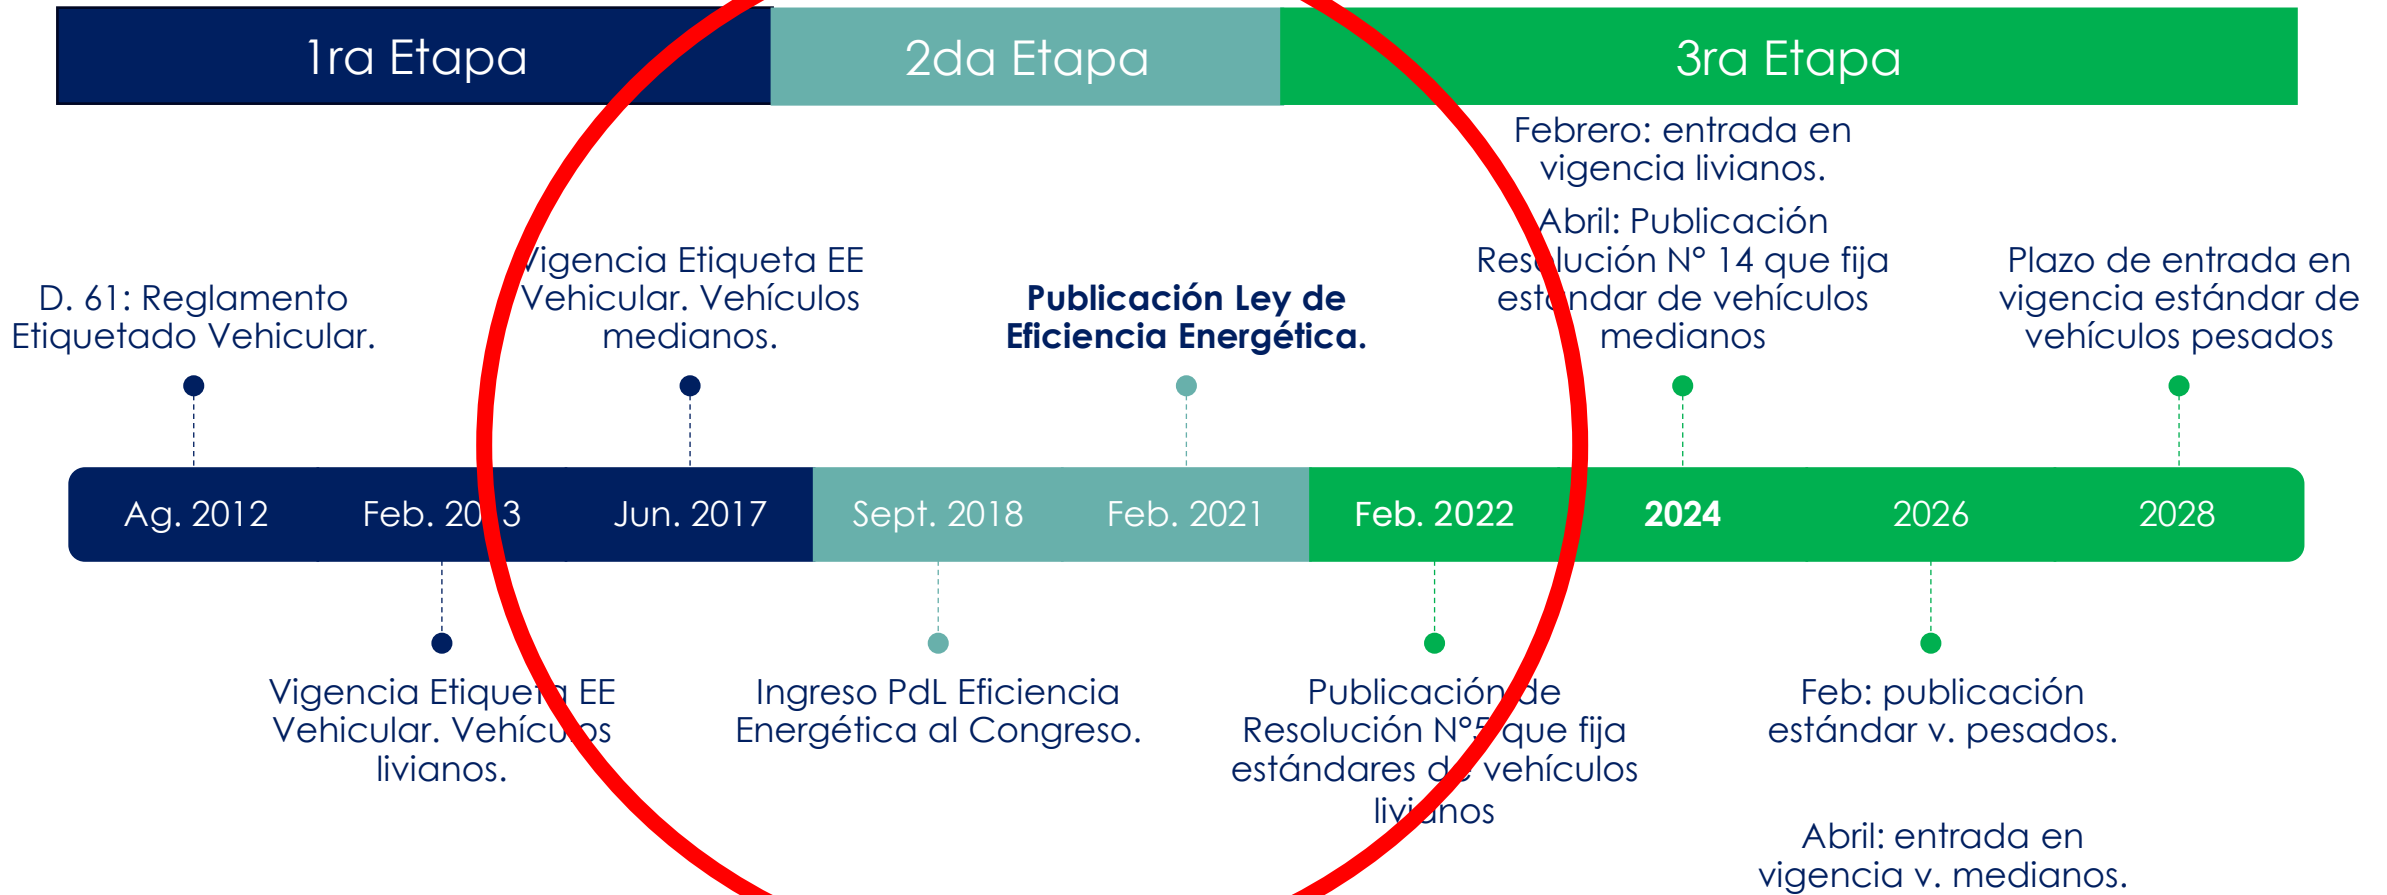 1ra Etapa
2da Etapa
3ra Etapa
D. 61: Reglamento
Etiquetado Vehicular.
Vigencia Etiqueta EE
Vehicular. Vehículos
medianos.
Publicación Ley de
Eficiencia Energética.
Febrero: entrada en
vigencia livianos.
Abril: Publicación
Resolución N° 14 que fija
estándar de vehículos
medianos
Plazo de entrada en
vigencia estándar de
vehículos pesados
Ag. 2012
Feb. 2013
Jun. 2017
Sept. 2018
Feb. 2021
Feb. 2022
2024
2026
2028
Vigencia Etiqueta EE
Vehicular. Vehículos
livianos.
Ingreso PdL Eficiencia
Energética al Congreso.
Publicación de
Resolución N°5 que fija
estándares de vehículos
livianos
Feb: publicación
estándar v. pesados.
Abril: entrada en
vigencia v. medianos.